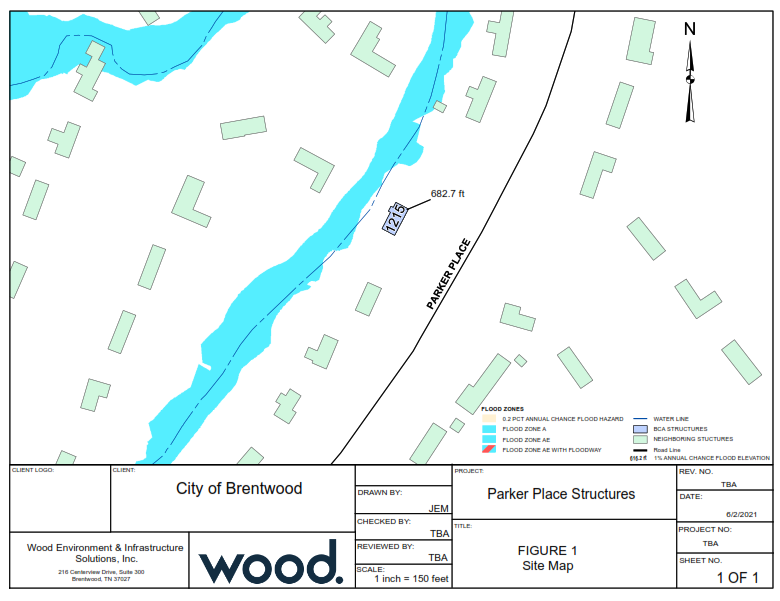 N
682.7 ft
1215
PARKER PLACE
FLOOD ZONES
0.2 PCT ANNUAL CHANCE FLOOD HAZARD
FLOOD ZONE A
FLOOD ZONE AE
FLOOD ZONE AE WITH FLOODWAY
WATER LINE
BCA STRUCTURES
NEIGHBORING STUCTURES
Road Line
616.2 ft 1% ANNUAL CHANCE FLOOD ELEVATION
CLIENT LOGO:
CLIENT:
City of Brentwood
Wood Environment & Infrastructure
Solutions, Inc.
216 Centerview Drive, Suite 300
Brentwood, TN 37027
wood.
DRAWN BY:
JEM
CHECKED BY:
TBA
REVIEWED BY:
TBA
SCALE:
1 inch = 150 feet
PROJECT:
Parker Place Structures
TITLE:
FIGURE 1
Site Map
REV. NO.
TBA
DATE:
6/2/2021
PROJECT NO:
TBA
SHEET NO.
1 OF 1